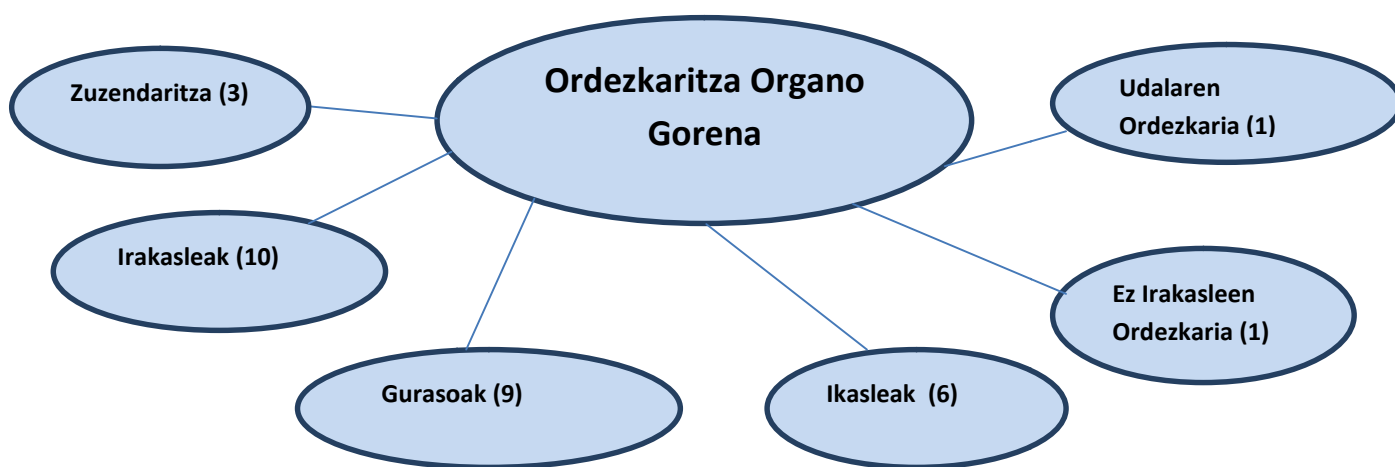 Ordezkaritza Organo
Gorena
Zuzendaritza (3)
Udalaren
Ordezkaria (1)
Irakasleak (10)
Ez Irakasleen
Ordezkaria (1)
Gurasoak (9)
Ikasleak (6)